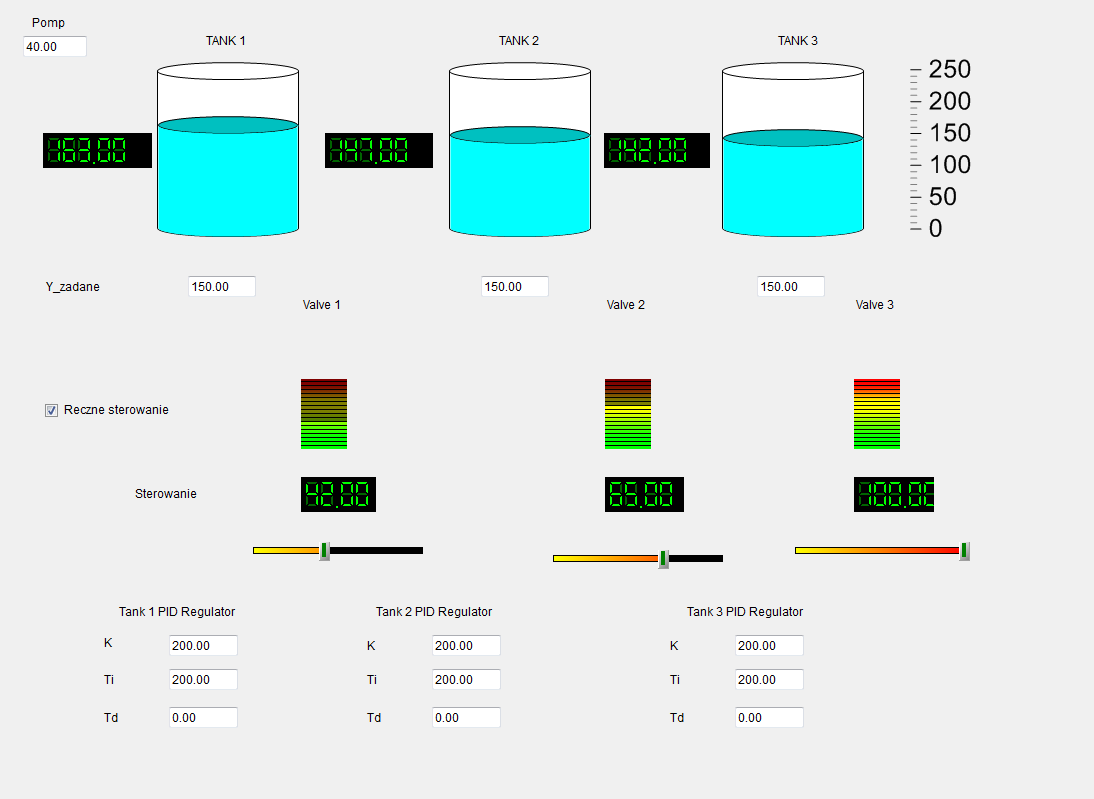 Pomp
40.00
TANK 1
TANK 2
TANK 3
250
200
150
100
50
0
163.00
147.00
142.00
Y_zadane
150.00
150.00
150.00
Valve 1
Valve 2
Valve 3
Reczne sterowanie
Sterowanie
42.00
65.00
100.00
Tank 1 PID Regulator
Tank 2 PID Regulator
Tank 3 PID Regulator
K
200.00
K
200.00
K
200.00
Ti
200.00
Ti
200.00
Ti
200.00
Td
0.00
Td
0.00
Td
0.00